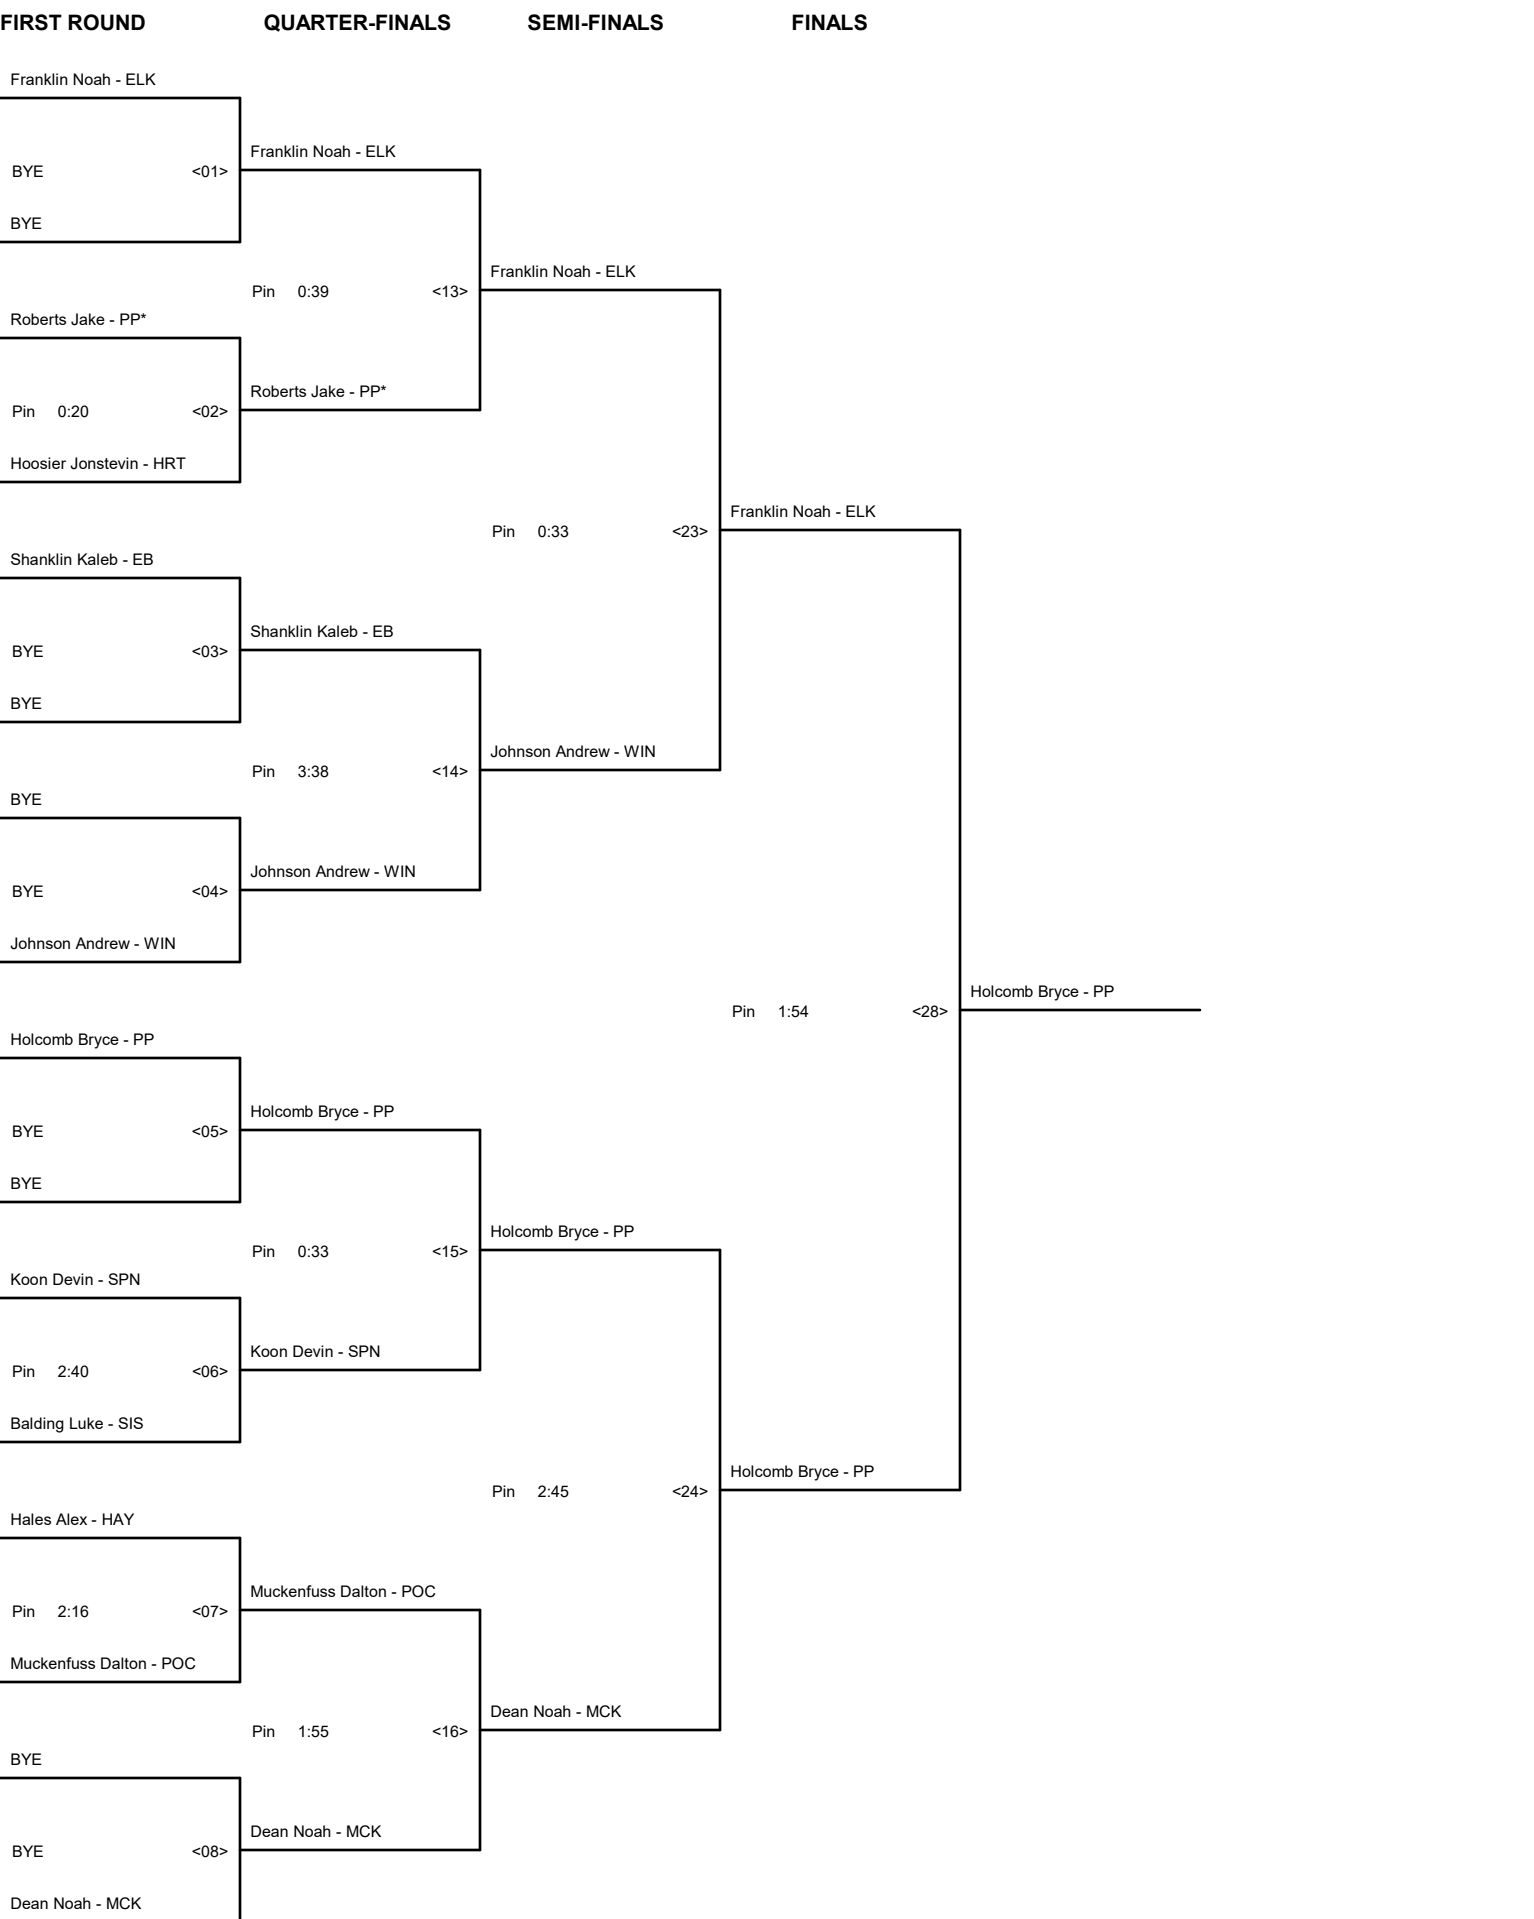 FIRST ROUND QUARTER-FINALS SEMI-FINALS FINALS
Franklin Noah - ELK
Franklin Noah - ELK
BYE <01>
BYE
Franklin Noah - ELK
Pin 0:39 <13>
Roberts Jake - PP*
Roberts Jake - PP*
Pin 0:20 <02>
Hoosier Jonstevin - HRT
Franklin Noah - ELK
Pin 0:33 <23>
Shanklin Kaleb - EB
Shanklin Kaleb - EB
BYE <03>
BYE
Johnson Andrew - WIN
Pin 3:38 <14>
BYE
Johnson Andrew - WIN
BYE <04>
Johnson Andrew - WIN
Holcomb Bryce - PP
Pin 1:54 <28>
Holcomb Bryce - PP
Holcomb Bryce - PP
BYE <05>
BYE
Holcomb Bryce - PP
Pin 0:33 <15>
Koon Devin - SPN
Koon Devin - SPN
Pin 2:40 <06>
Balding Luke - SIS
Holcomb Bryce - PP
Pin 2:45 <24>
Hales Alex - HAY
Muckenfuss Dalton - POC
Pin 2:16 <07>
Muckenfuss Dalton - POC
Dean Noah - MCK
Pin 1:55 <16>
BYE
Dean Noah - MCK
BYE <08>
Dean Noah - MCK